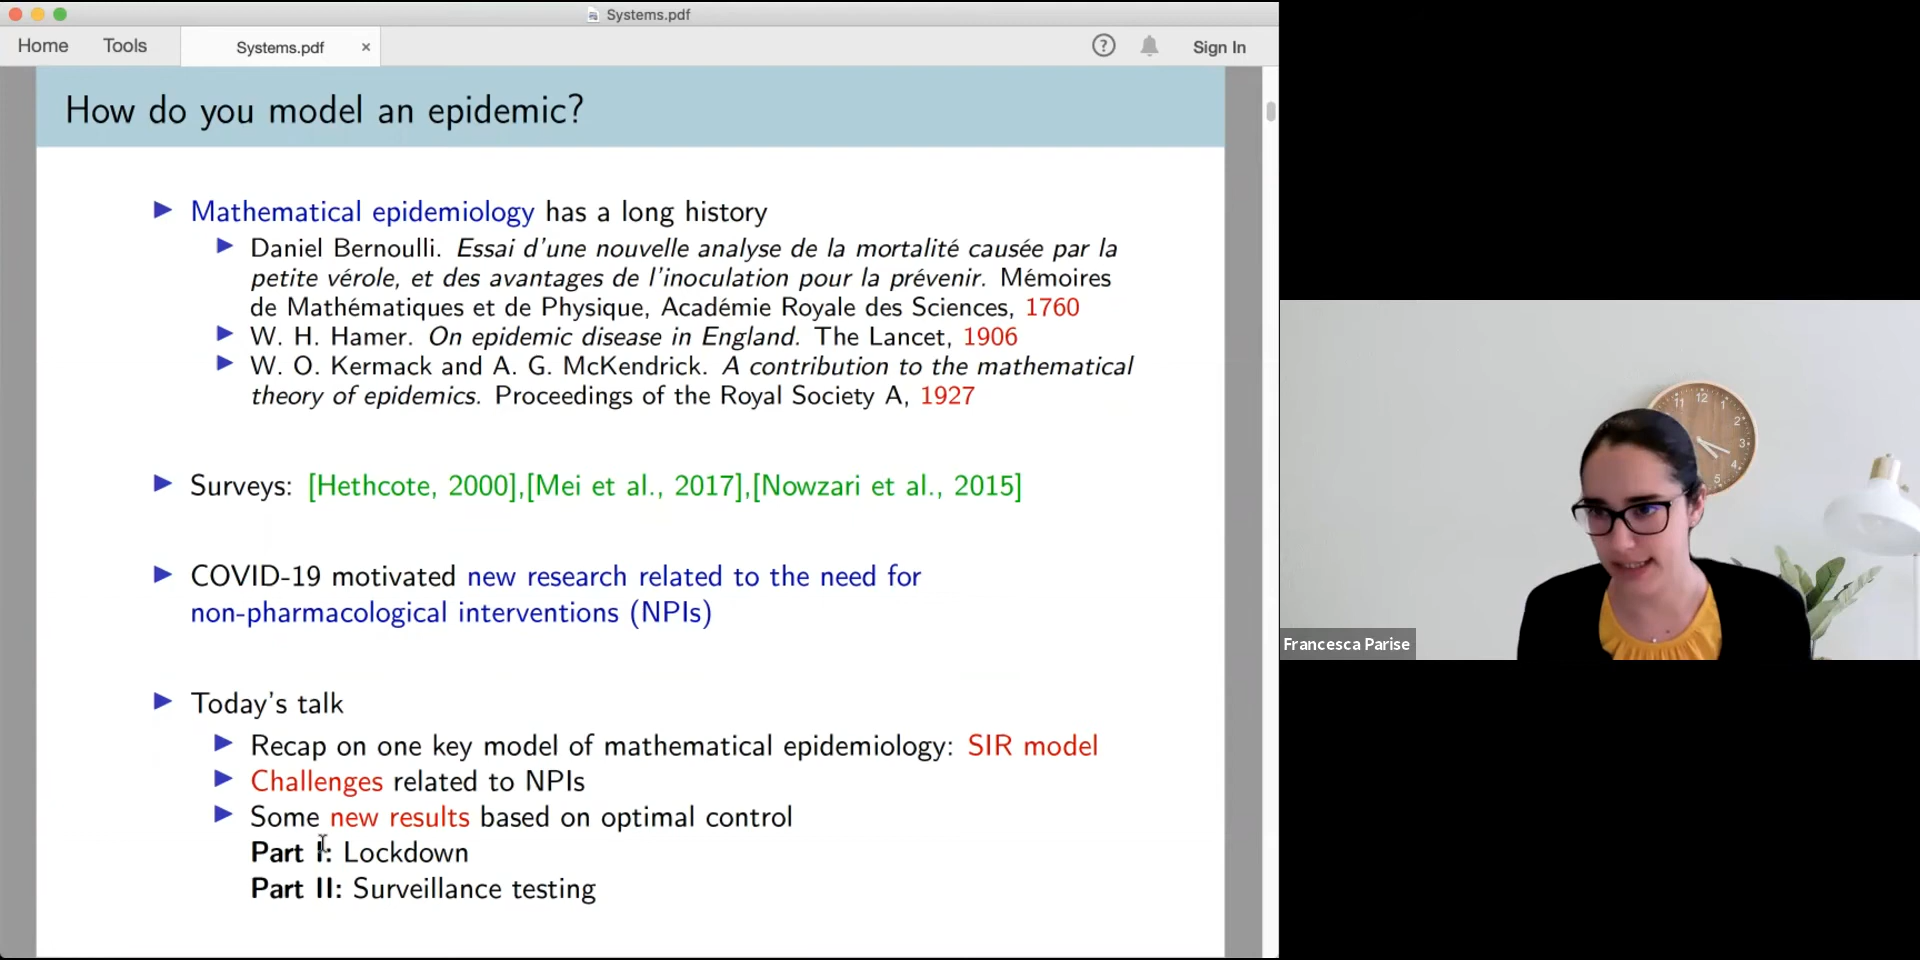 Systems.pdf
Home Tools Systems.pdf × ? Sign In
How do you model an epidemic?
Mathematical epidemiology has a long history
Daniel Bernoulli. Essai d'une nouvelle analyse de la mortalité causée par la
petite vérole, et des avantages de l'inoculation pour la prévenir. Mémoires
de Mathématiques et de Physique, Académie Royale des Sciences, 1760
W. H. Hamer. On epidemic disease in England. The Lancet, 1906
W. O. Kermack and A. G. McKendrick. A contribution to the mathematical
theory of epidemics. Proceedings of the Royal Society A, 1927
Surveys: [Hethcote, 2000],[Mei et al., 2017],[Nowzari et al., 2015]
COVID-19 motivated new research related to the need for
non-pharmacological interventions (NPIs)
Today's talk
Recap on one key model of mathematical epidemiology: SIR model
Challenges related to NPIs
Some new results based on optimal control
Part I: Lockdown
Part II: Surveillance testing
11 12 1
2
3
4
5
Francesca Parise